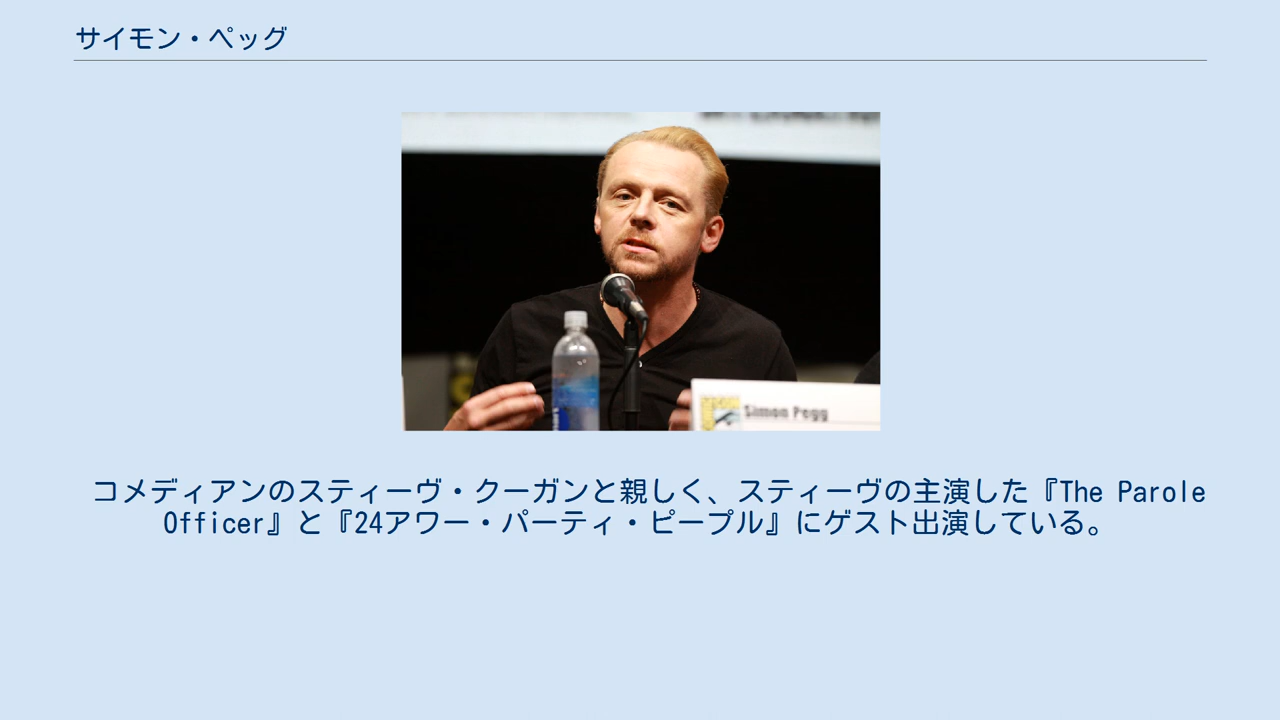 サイモン・ペッグ
Simon Pegg
コメディアンのスティーヴ・クーガンと親しく、スティーヴの主演した『The Parole
Officer』と『24アワー・パーティ・ピープル』にゲスト出演している。